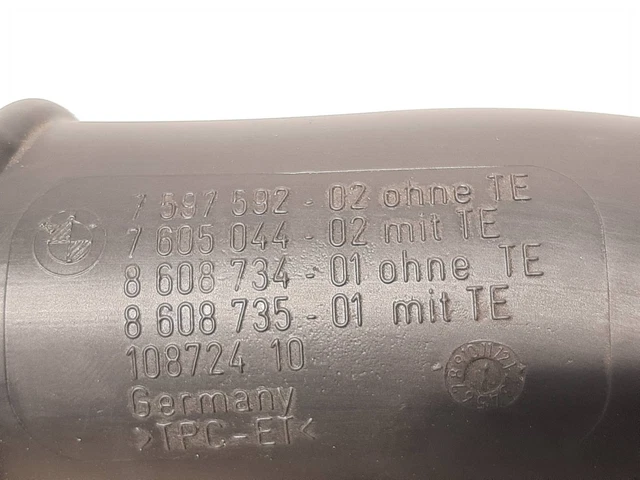 7 597 692 - 02 ohne TE
7 605 044 - 02 mit TE
8 608 734 - 01 ohne TE
8 608 735 - 01 mit TE
108724 10
Germany
>TPC-ET<